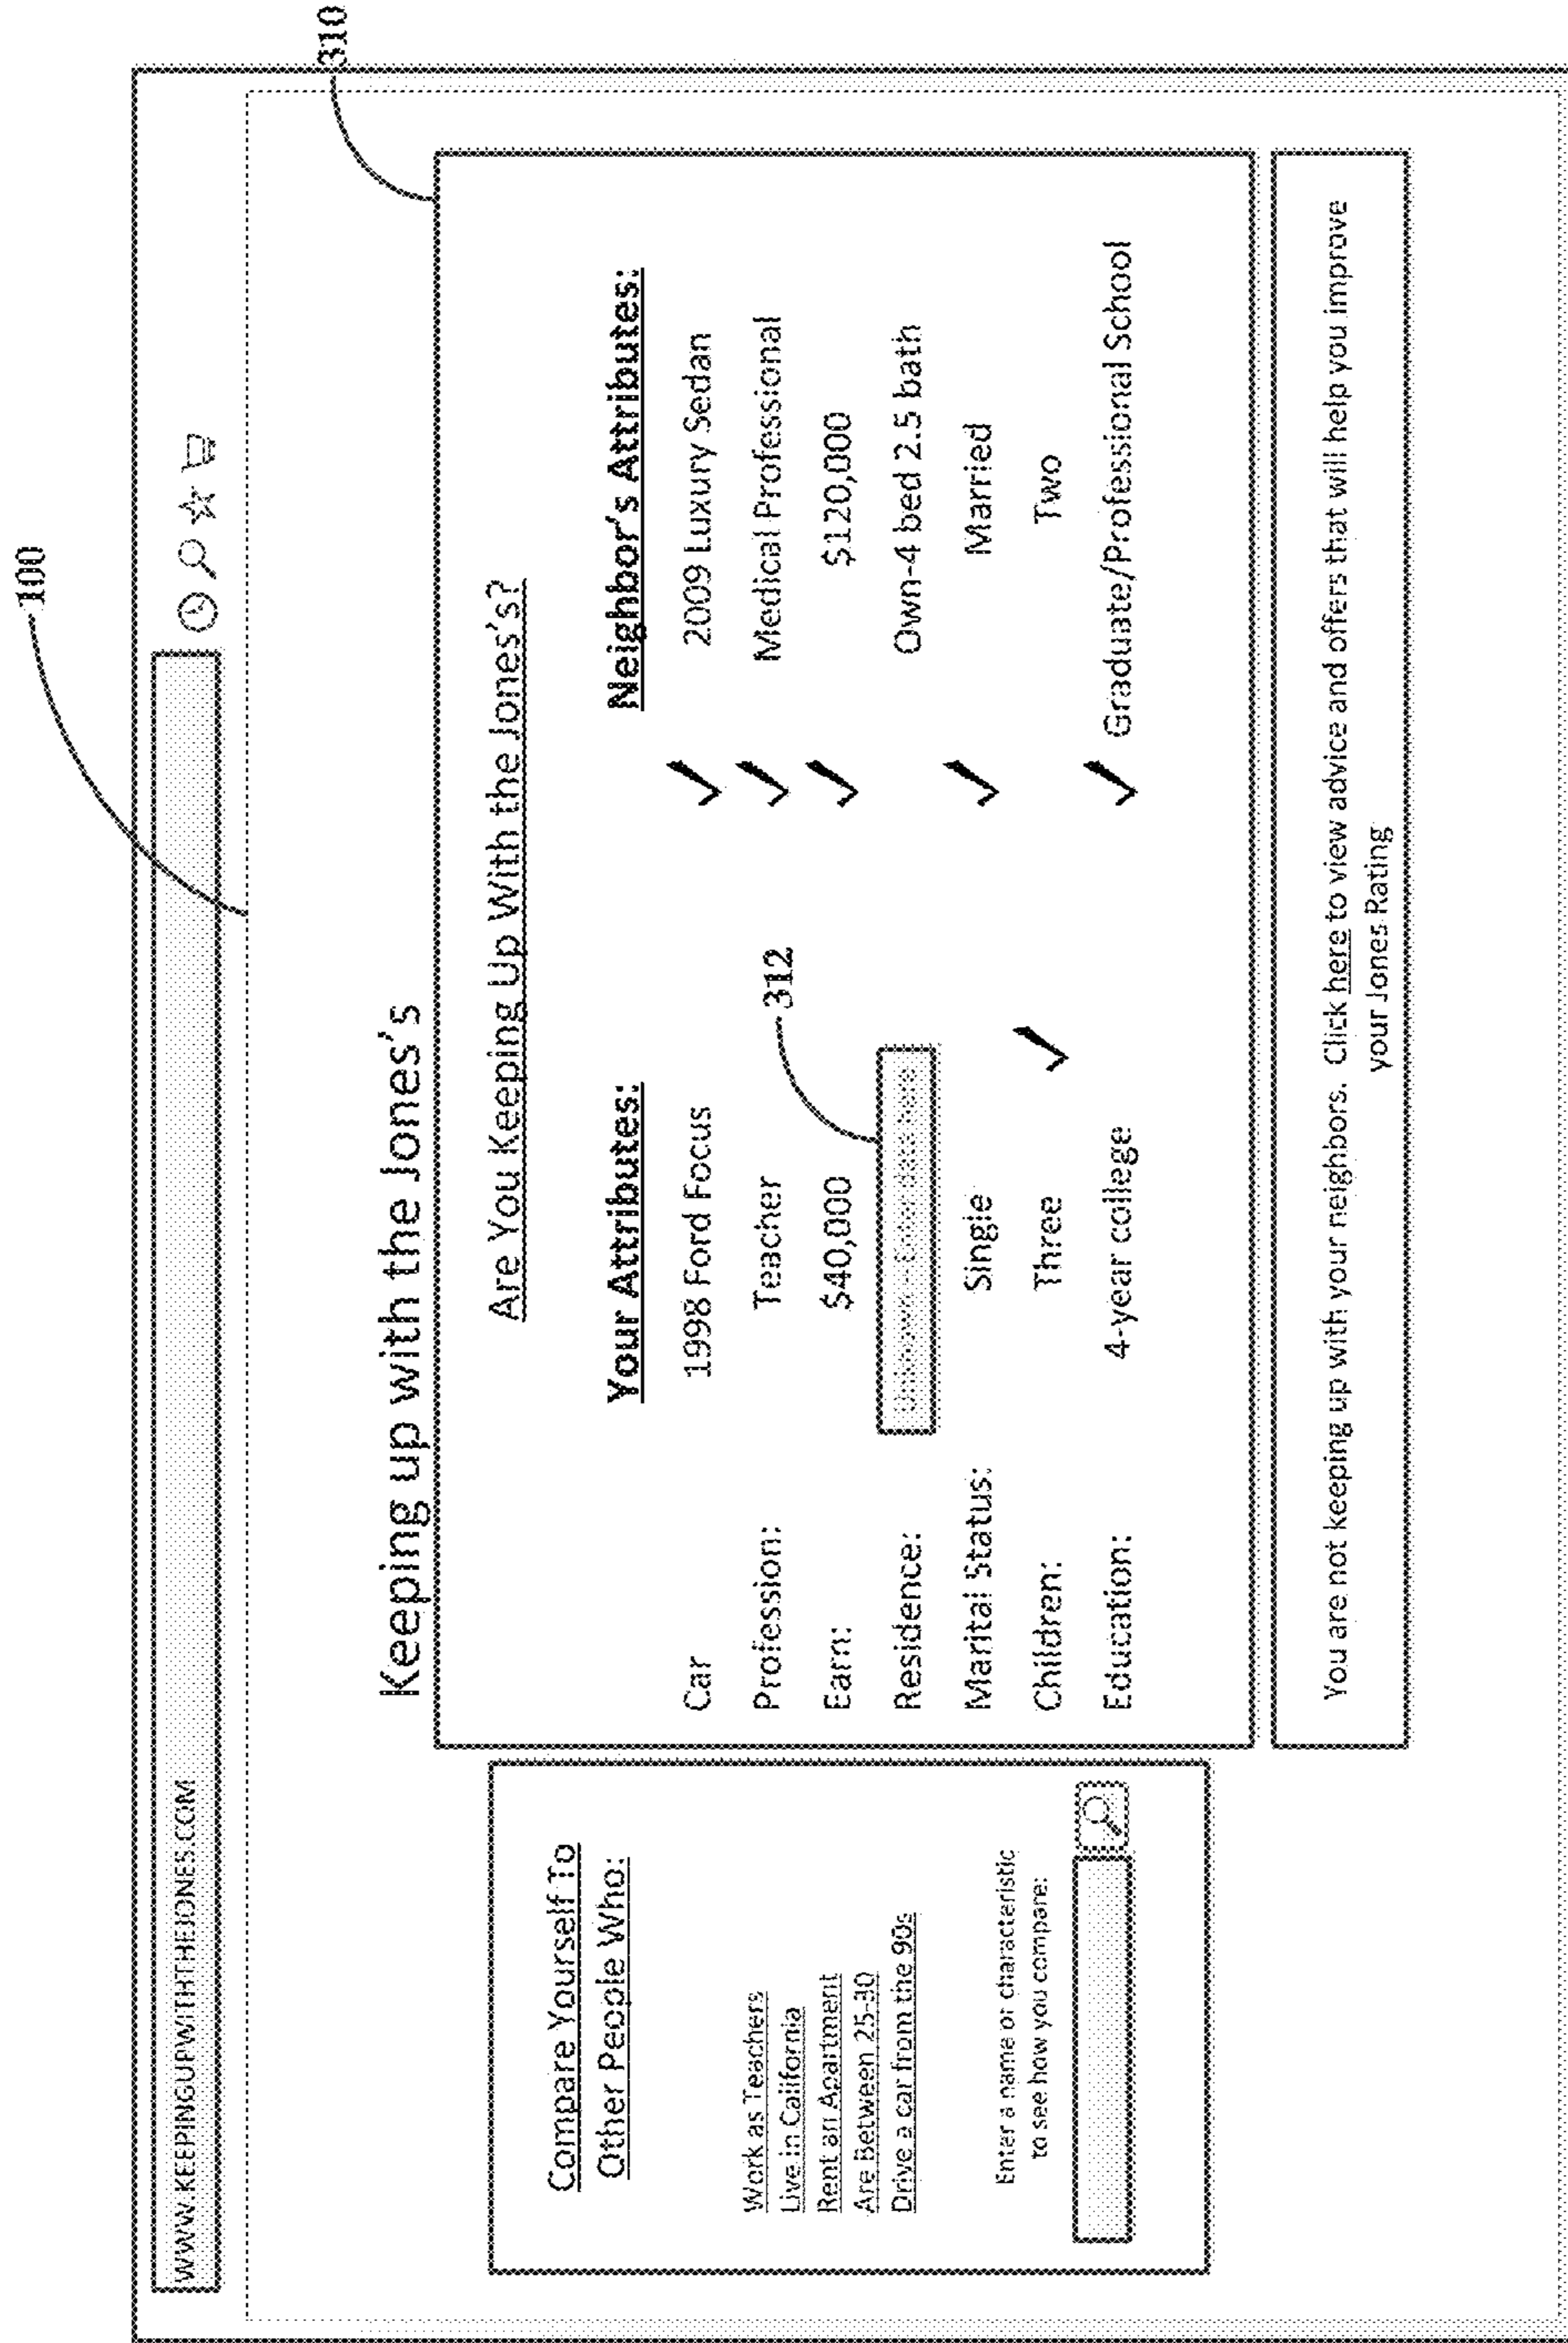 100
WWW.KEEPINGUPWITHTHEJONES.COM
310
Keeping up with the Jones's
Compare Yourself To
Other People Who:
Work as Teachers
Live in California
Rent an Apartment
Are Between 25-30
Drive a car from the 90s
Enter a name or characteristic
to see how you compare:
Are You Keeping Up With the Jones's?
Your Attributes: Neighbor's Attributes:
Car 1998 Ford Focus ✓ 2009 Luxury Sedan
Profession: Teacher ✓ Medical Professional
312
Earn: $40,000 ✓ $120,000
Residence: Unknown - Enter data here Own-4 bed 2.5 bath
Marital Status: Single ✓ Married
Children: Three ✓ Two
Education: 4-year college ✓ Graduate/Professional School
You are not keeping up with your neighbors. Click here to view advice and offers that will help you improve
your Jones Rating